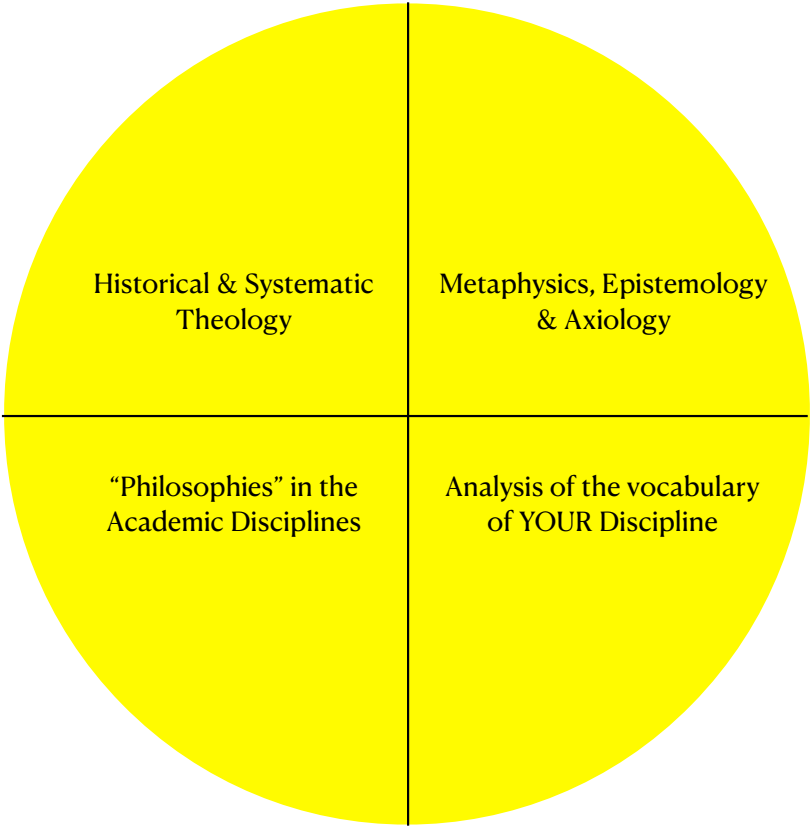 Historical & Systematic
Theology
Metaphysics, Epistemology
& Axiology
“Philosophies” in the
Academic Disciplines
Analysis of the vocabulary
of YOUR Discipline